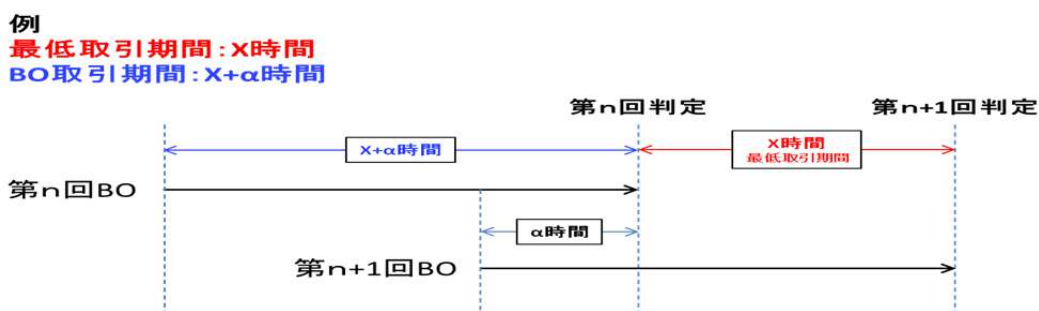 例
最低取引期間:X時間
BO取引期間:X+α時間
第n回判定
第n+1回判定
X+α時間
X時間
最低取引期間
第n回BO
α時間
第n+1回BO